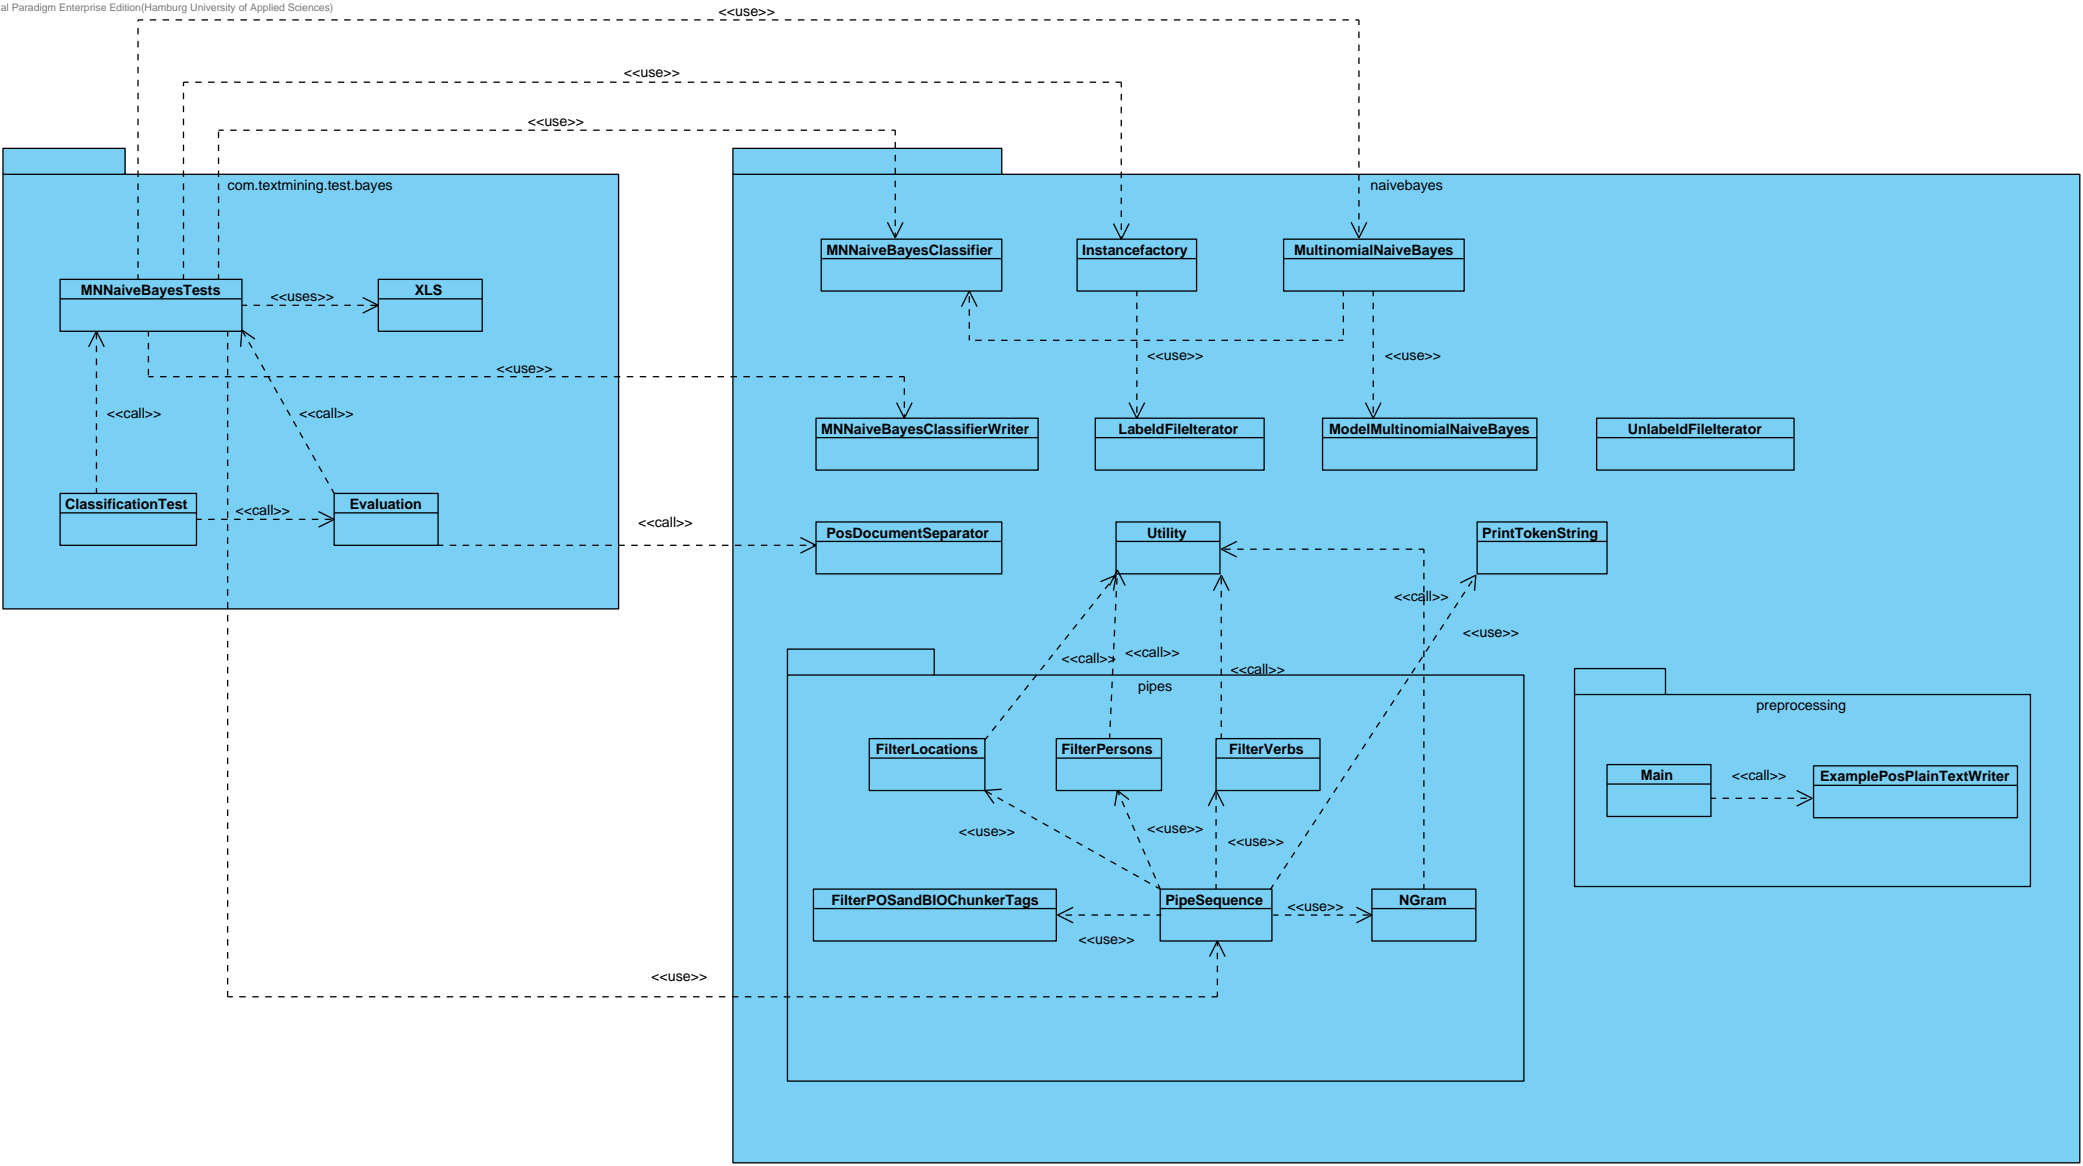 al Paradigm Enterprise Edition(Hamburg University of Applied Sciences)
<<use>>
<<use>>
<<use>>
com.textmining.test.bayes
naivebayes
MNNaiveBayesClassifier
Instancefactory
MultinomialNaiveBayes
MNNaiveBayesTests
<<uses>>
XLS
<<use>>
<<use>>
<<use>>
<<call>>
<<call>>
MNNaiveBayesClassifierWriter
LabeldFileIterator
ModelMultinomialNaiveBayes
UnlabeldFileIterator
ClassificationTest
<<call>>
Evaluation
<<call>>
PosDocumentSeparator
Utility
PrintTokenString
<<call>>
<<use>>
<<call>>
<<call>>
<<call>>
pipes
preprocessing
FilterLocations
FilterPersons
FilterVerbs
Main
<<call>>
ExamplePosPlainTextWriter
<<use>>
<<use>>
<<use>>
FilterPOSandBIOChunkerTags
PipeSequence
<<use>>
NGram
<<use>>
<<use>>